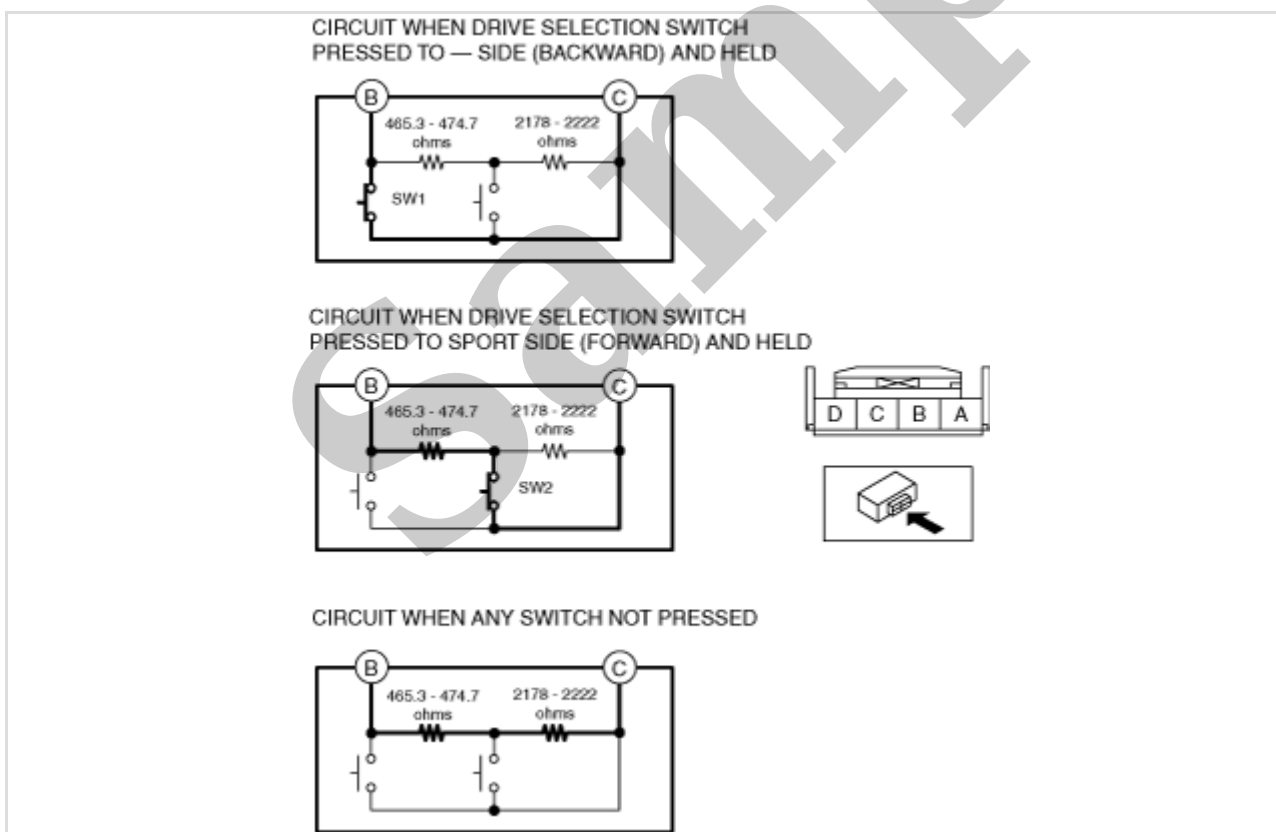 CIRCUIT WHEN DRIVE SELECTION SWITCH
PRESSED TO — SIDE (BACKWARD) AND HELD
B
C
465.3 - 474.7
ohms
2178 - 2222
ohms
SW1
CIRCUIT WHEN DRIVE SELECTION SWITCH
PRESSED TO SPORT SIDE (FORWARD) AND HELD
B
C
465.3 - 474.7
ohms
2178 - 2222
ohms
SW2
D C B A
CIRCUIT WHEN ANY SWITCH NOT PRESSED
B
C
465.3 - 474.7
ohms
2178 - 2222
ohms
Samp